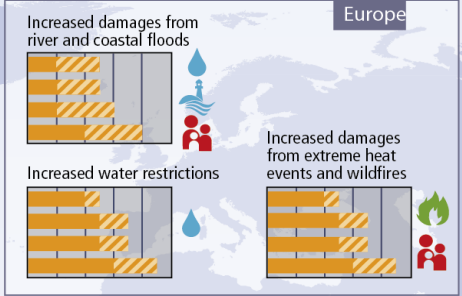 Europe
Increased damages from
river and coastal floods
Increased water restrictions
Increased damages
from extreme heat
events and wildfires